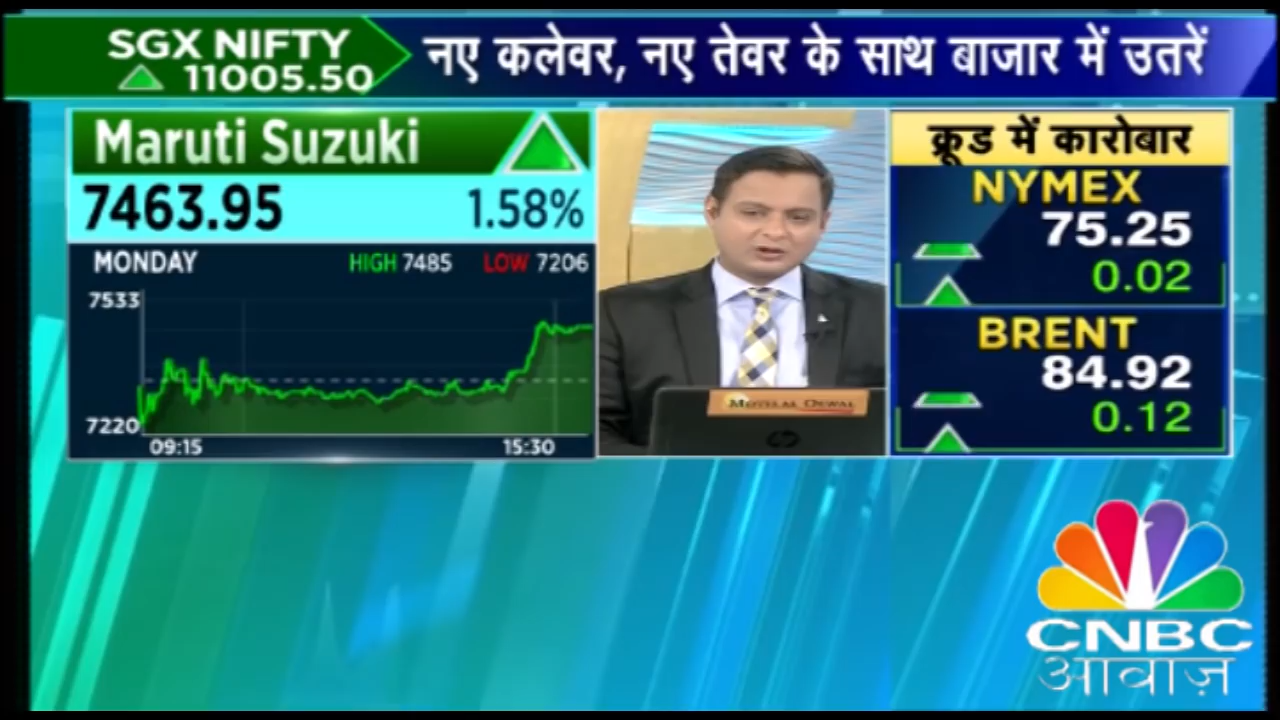 SGX NIFTY
11005.50
नए कलेवर, नए तेवर के साथ बाजार में उतरें
Maruti Suzuki
7463.95 1.58%
MONDAY HIGH 7485 LOW 7206
7533
7220
09:15 15:30
MOTILAL OSWAL
hp
क्रूड में कारोबार
NYMEX
75.25
0.02
BRENT
84.92
0.12
CNBC
आवाज़